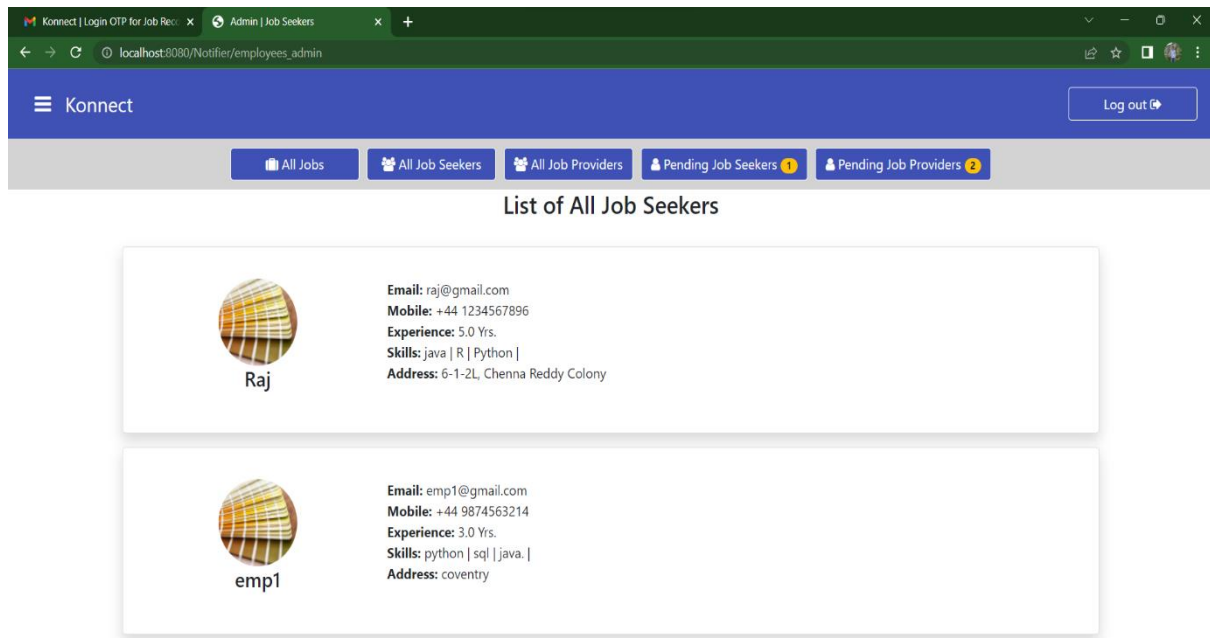 Konnect | Login OTP for Job Reco
Admin | Job Seekers
localhost:8080/Notifier/employees_admin
Konnect
Log out
All Jobs
All Job Seekers
All Job Providers
Pending Job Seekers 1
Pending Job Providers 2
List of All Job Seekers
Email: raj@gmail.com
Mobile: +44 1234567896
Experience: 5.0 Yrs.
Skills: java | R | Python |
Address: 6-1-2L, Chenna Reddy Colony
Raj
Email: emp1@gmail.com
Mobile: +44 9874563214
Experience: 3.0 Yrs.
Skills: python | sql | java. |
Address: coventry
emp1